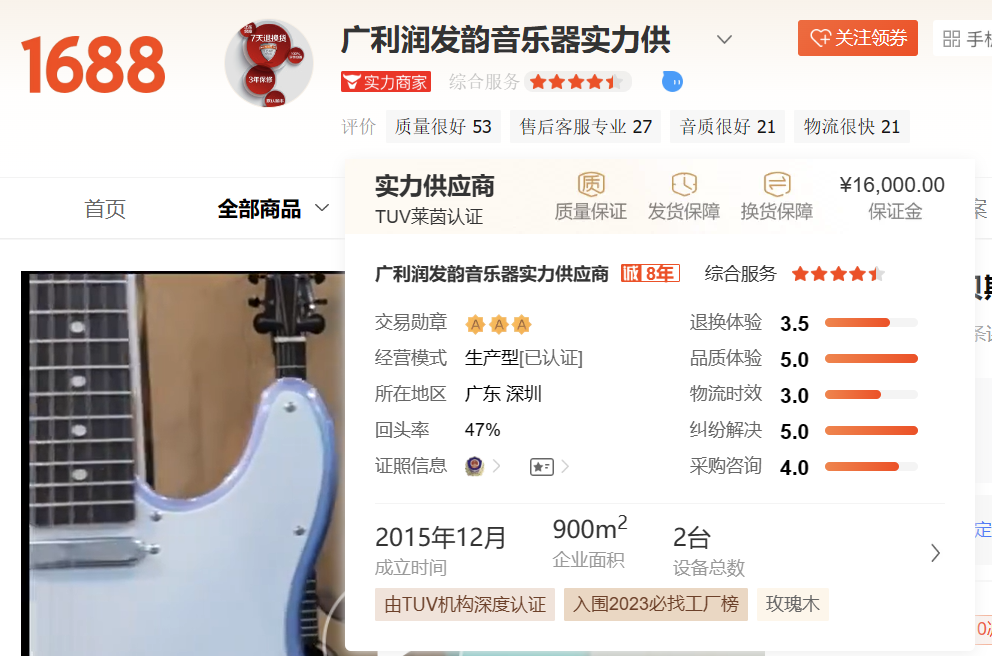 1688
7天退换货
3年保修
广利润发韵音乐器实力供
关注领券
手机
实力商家
综合服务
评价
质量很好 53
售后客服专业 27
音质很好 21
物流很快 21
首页
全部商品
案
实力供应商
TUV莱茵认证
质
质量保证
发货保障
换货保障
¥16,000.00
保证金
广利润发韵音乐器实力供应商
诚 8年
综合服务
交易勋章
A A A
退换体验 3.5
经营模式 生产型[已认证]
品质体验 5.0
所在地区 广东 深圳
物流时效 3.0
回头率 47%
纠纷解决 5.0
证照信息
采购咨询 4.0
2015年12月
成立时间
900m²
企业面积
2台
设备总数
定
由TUV机构深度认证
入围2023必找工厂榜
玫瑰木